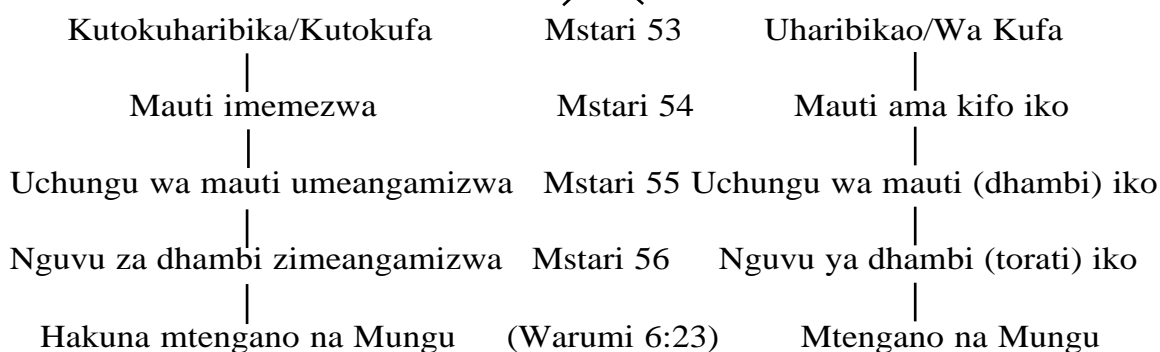 Kutokuharibika/Kutokufa Mstari 53 Uharibikao/Wa Kufa
Mauti imemezwa Mstari 54 Mauti ama kifo iko
Uchungu wa mauti umeangamizwa Mstari 55 Uchungu wa mauti (dhambi) iko
Nguvu za dhambi zimeangamizwa Mstari 56 Nguvu ya dhambi (torati) iko
Hakuna mtengano na Mungu (Warumi 6:23) Mtengano na Mungu